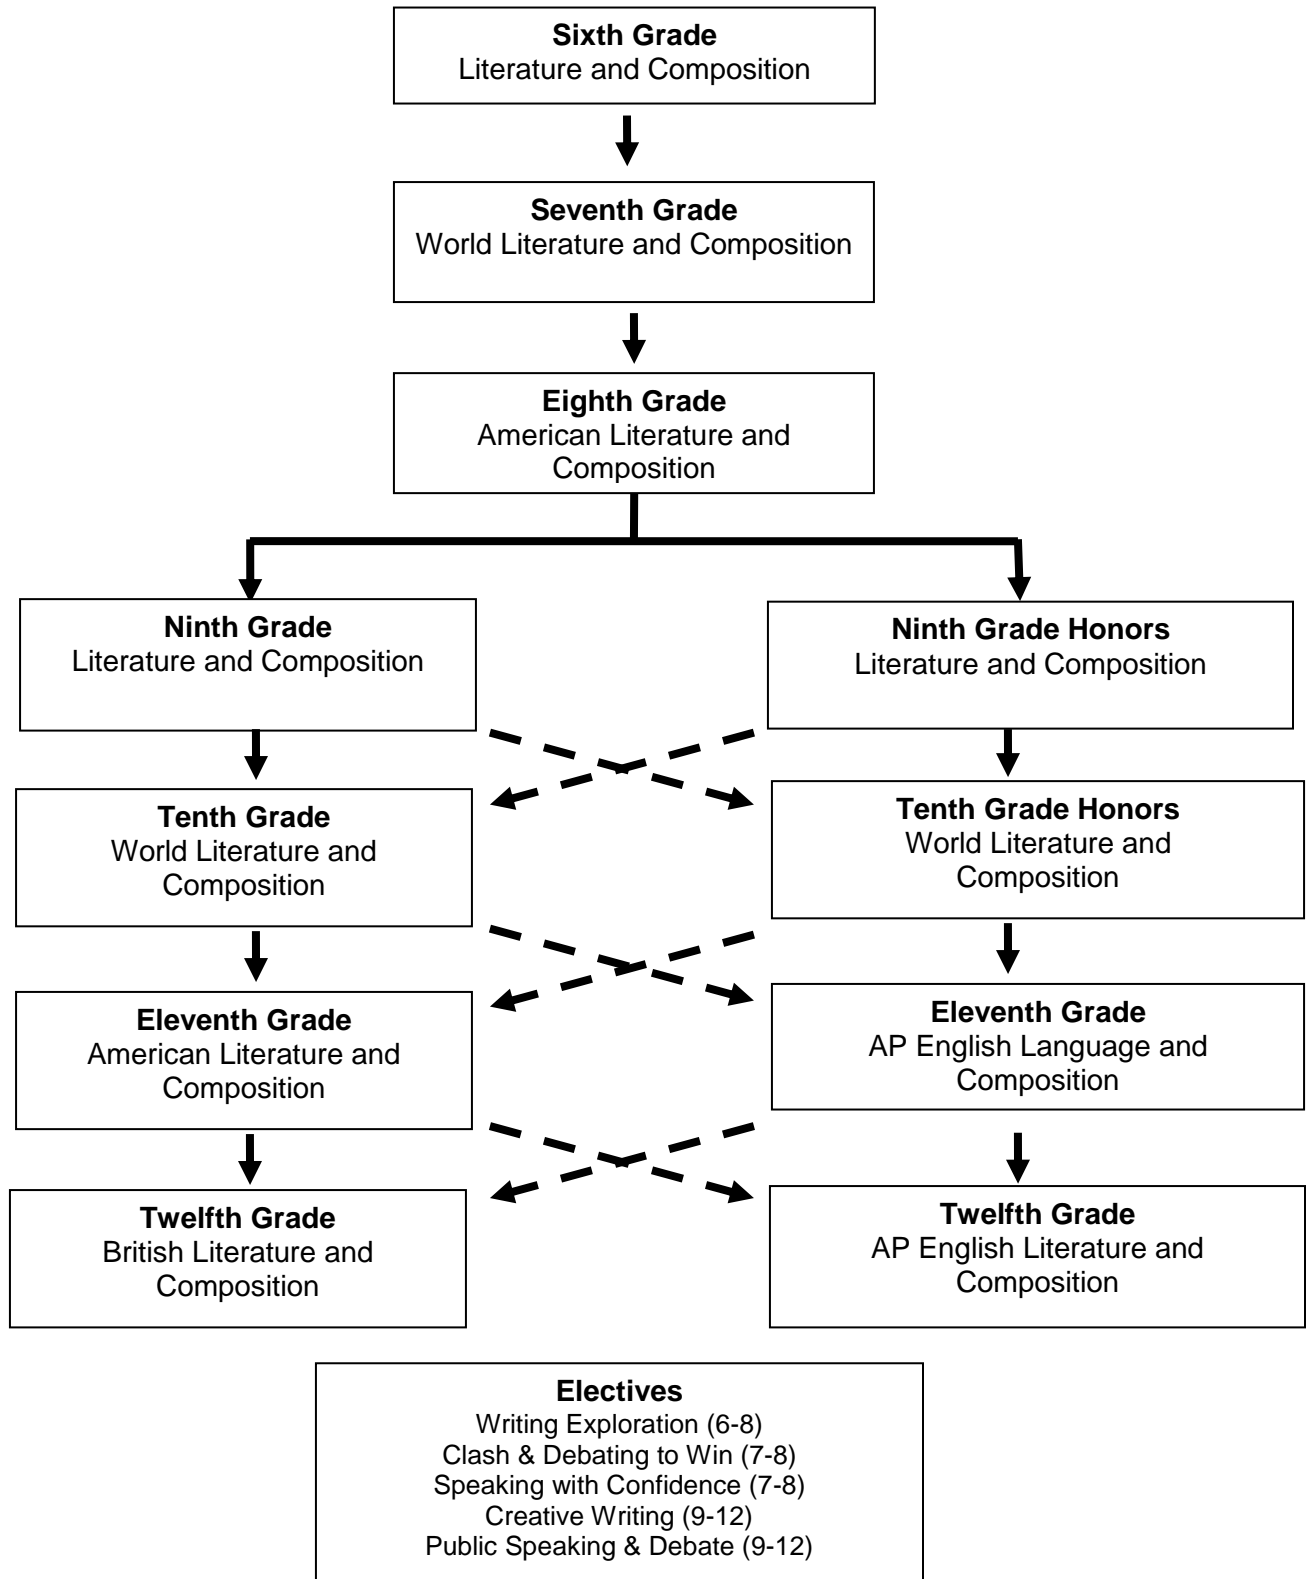 Sixth Grade
Literature and Composition
Seventh Grade
World Literature and Composition
Eighth Grade
American Literature and
Composition
Ninth Grade
Literature and Composition
Ninth Grade Honors
Literature and Composition
Tenth Grade
World Literature and
Composition
Tenth Grade Honors
World Literature and
Composition
Eleventh Grade
American Literature and
Composition
Eleventh Grade
AP English Language and
Composition
Twelfth Grade
British Literature and
Composition
Twelfth Grade
AP English Literature and
Composition
Electives
Writing Exploration (6-8)
Clash & Debating to Win (7-8)
Speaking with Confidence (7-8)
Creative Writing (9-12)
Public Speaking & Debate (9-12)